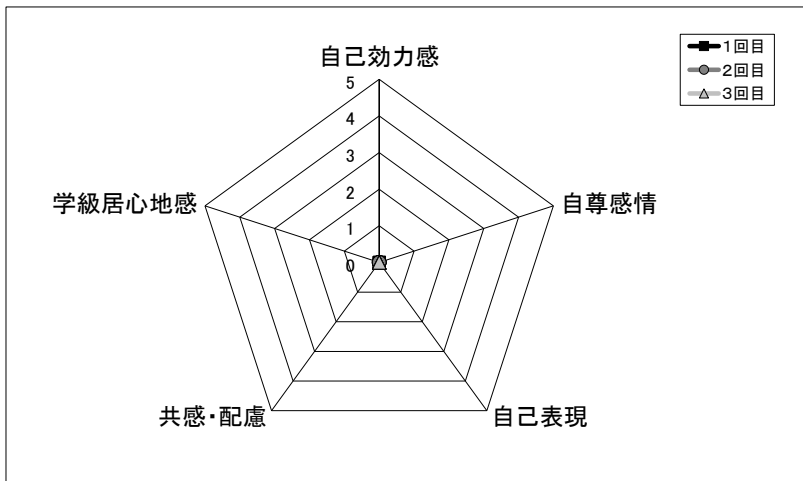 自己効力感
1回目
2回目
3回目
5
4
3
2
1
0
学級居心地感
自尊感情
共感・配慮
自己表現